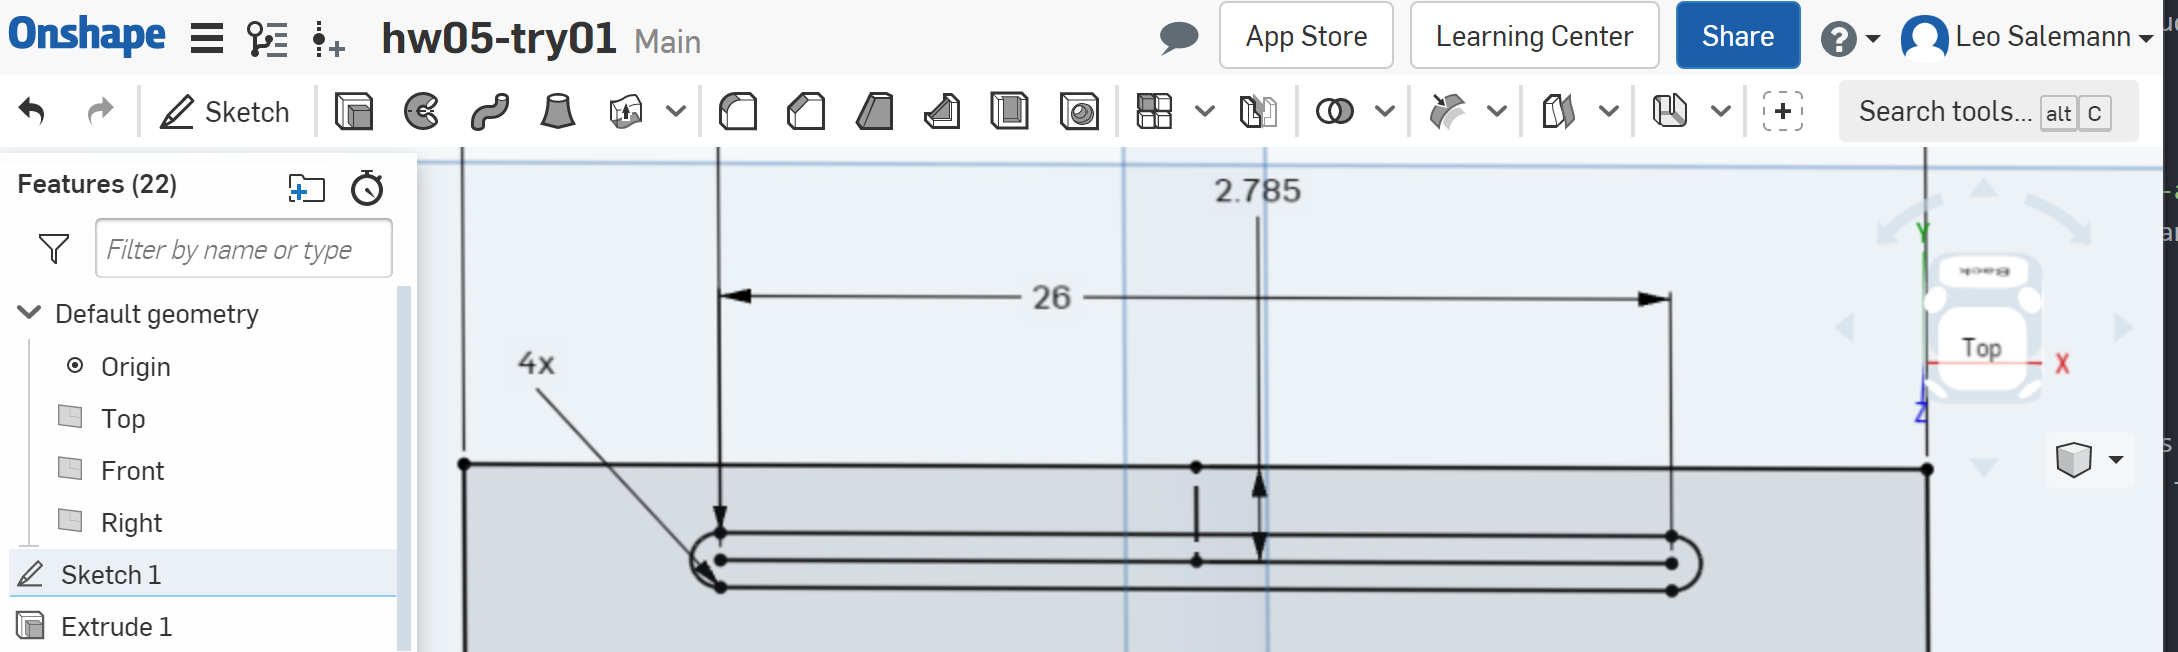 Onshape hw05-try01 Main App Store Learning Center Share ? Leo Salemann
Sketch Search tools... alt C
Features (22)
Filter by name or type
Default geometry
Origin
Top
Front
Right
Sketch 1
Extrude 1
2.785
26
4x
Y
Back
Top
X
Z